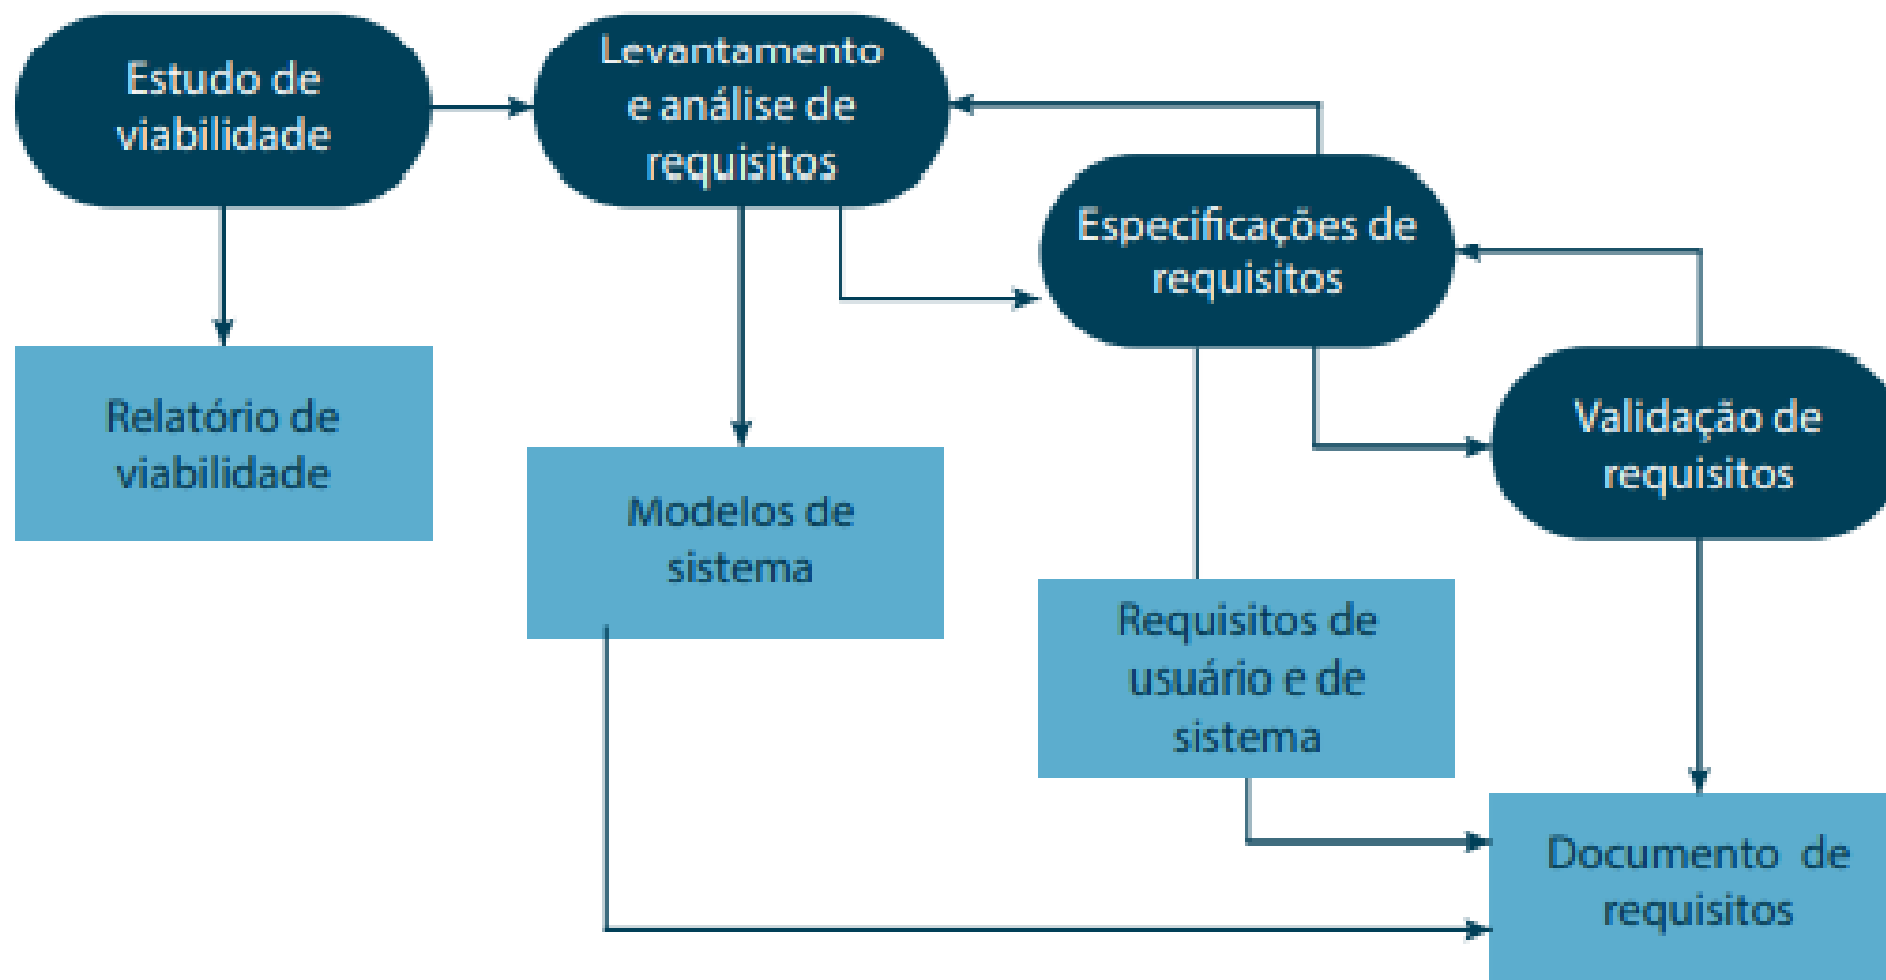 Estudo de
viabilidade
Levantamento
e análise de
requisitos
Especificações de
requisitos
Validação de
requisitos
Relatório de
viabilidade
Modelos de
sistema
Requisitos de
usuário e de
sistema
Documento de
requisitos